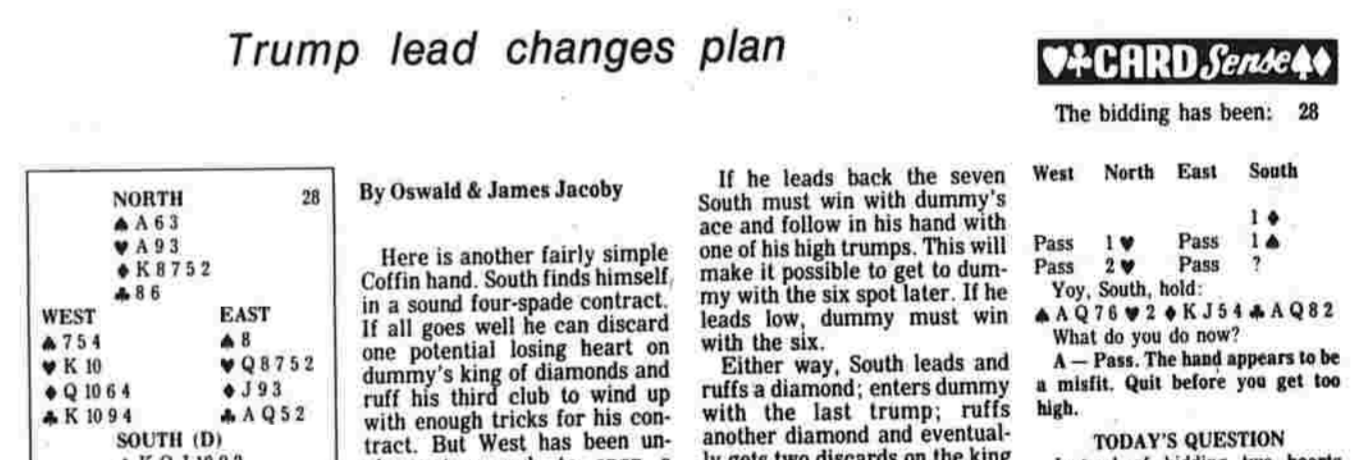 Trump lead changes plan
NORTH 28
♠ A 6 3
♥ A 9 3
♦ K 8 7 5 2
♣ 8 6
WEST EAST
♠ 7 5 4 ♠ 8
♥ K 10 ♥ Q 8 7 5 2
♦ Q 10 6 4 ♦ J 9 3
♣ K 10 9 4 ♣ A Q 5 2
SOUTH (D)
By Oswald & James Jacoby
Here is another fairly simple
Coffin hand. South finds himself
in a sound four-spade contract.
If all goes well he can discard
one potential losing heart on
dummy's king of diamonds and
ruff his third club to wind up
with enough tricks for his con-
tract. But West has been un-
If he leads back the seven
South must win with dummy's
ace and follow in his hand with
one of his high trumps. This will
make it possible to get to dum-
my with the six spot later. If he
leads low, dummy must win
with the six.
Either way, South leads and
ruffs a diamond; enters dummy
with the last trump; ruffs
another diamond and eventual-
ly gets two discards on the king
♥♣CARD Sense♠♦
The bidding has been: 28
West North East South
1 ♦
Pass 1 ♥ Pass 1 ♠
Pass 2 ♥ Pass ?
Yoy, South, hold:
♠ A Q 7 6 ♥ 2 ♦ K J 5 4 ♣ A Q 8 2
What do you do now?
A — Pass. The hand appears to be
a misfit. Quit before you get too
high.
TODAY'S QUESTION